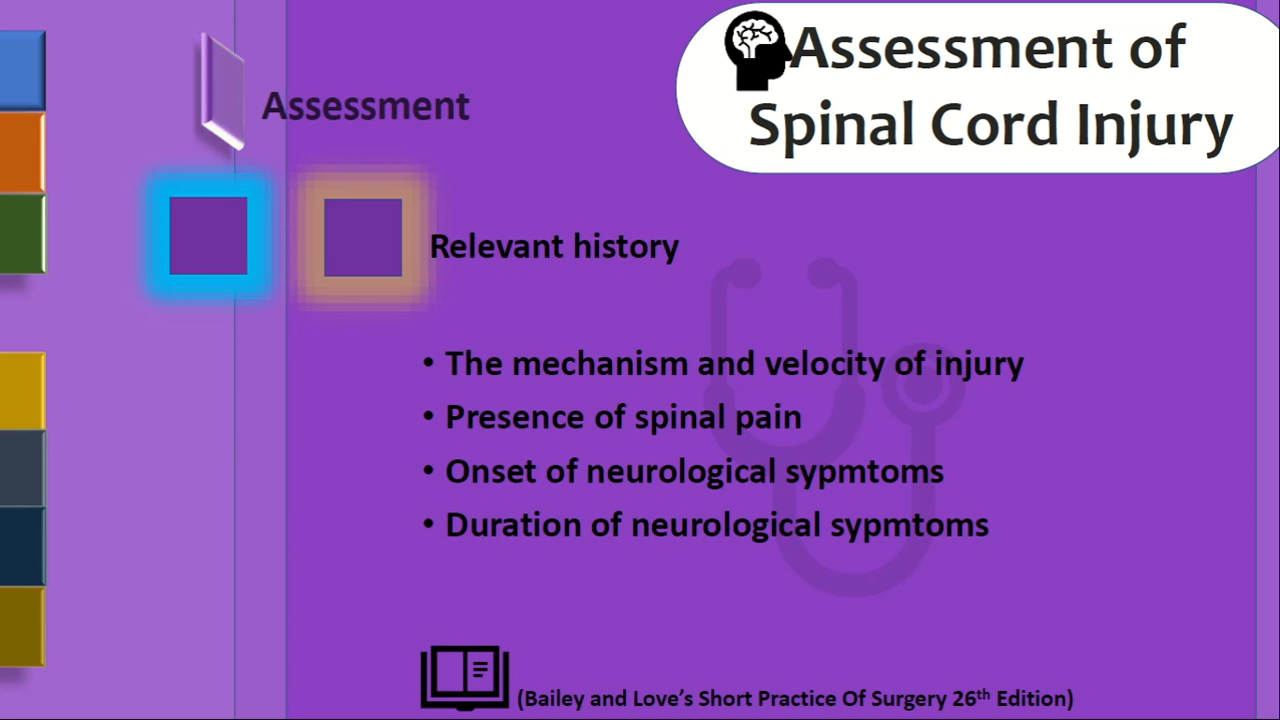 Assessment of
Spinal Cord Injury
Assessment
Relevant history
• The mechanism and velocity of injury
• Presence of spinal pain
• Onset of neurological sypmtoms
• Duration of neurological sypmtoms
(Bailey and Love's Short Practice Of Surgery 26th Edition)